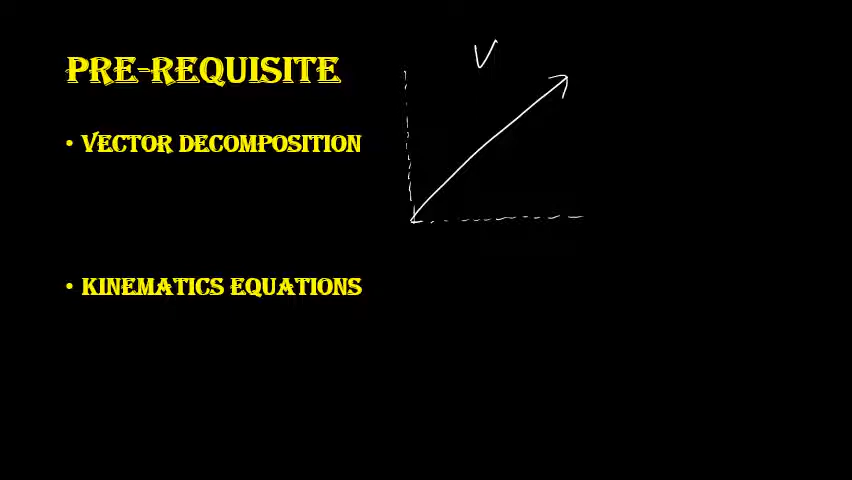 PRE-REQUISITE
V
• VECTOR DECOMPOSITION
• KINEMATICS EQUATIONS